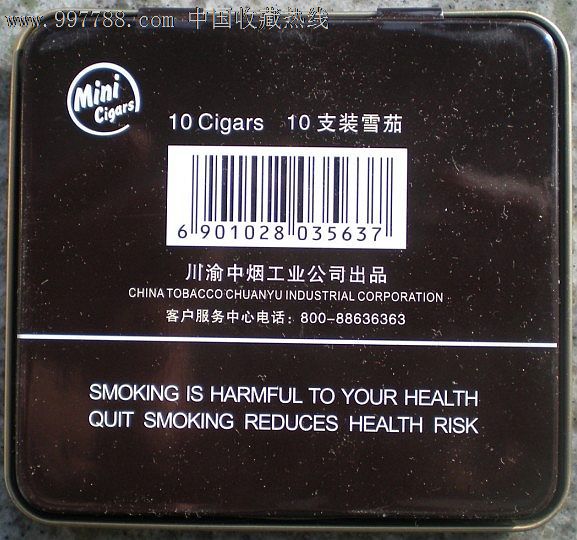 www.997788.com 中国收藏热线
Mini
Cigars
10 Cigars 10 支装雪茄
6 901028 035637
川渝中烟工业公司出品
CHINA TOBACCO CHUANYU INDUSTRIAL CORPORATION
客户服务中心电话：800-88636363
SMOKING IS HARMFUL TO YOUR HEALTH
QUIT SMOKING REDUCES HEALTH RISK